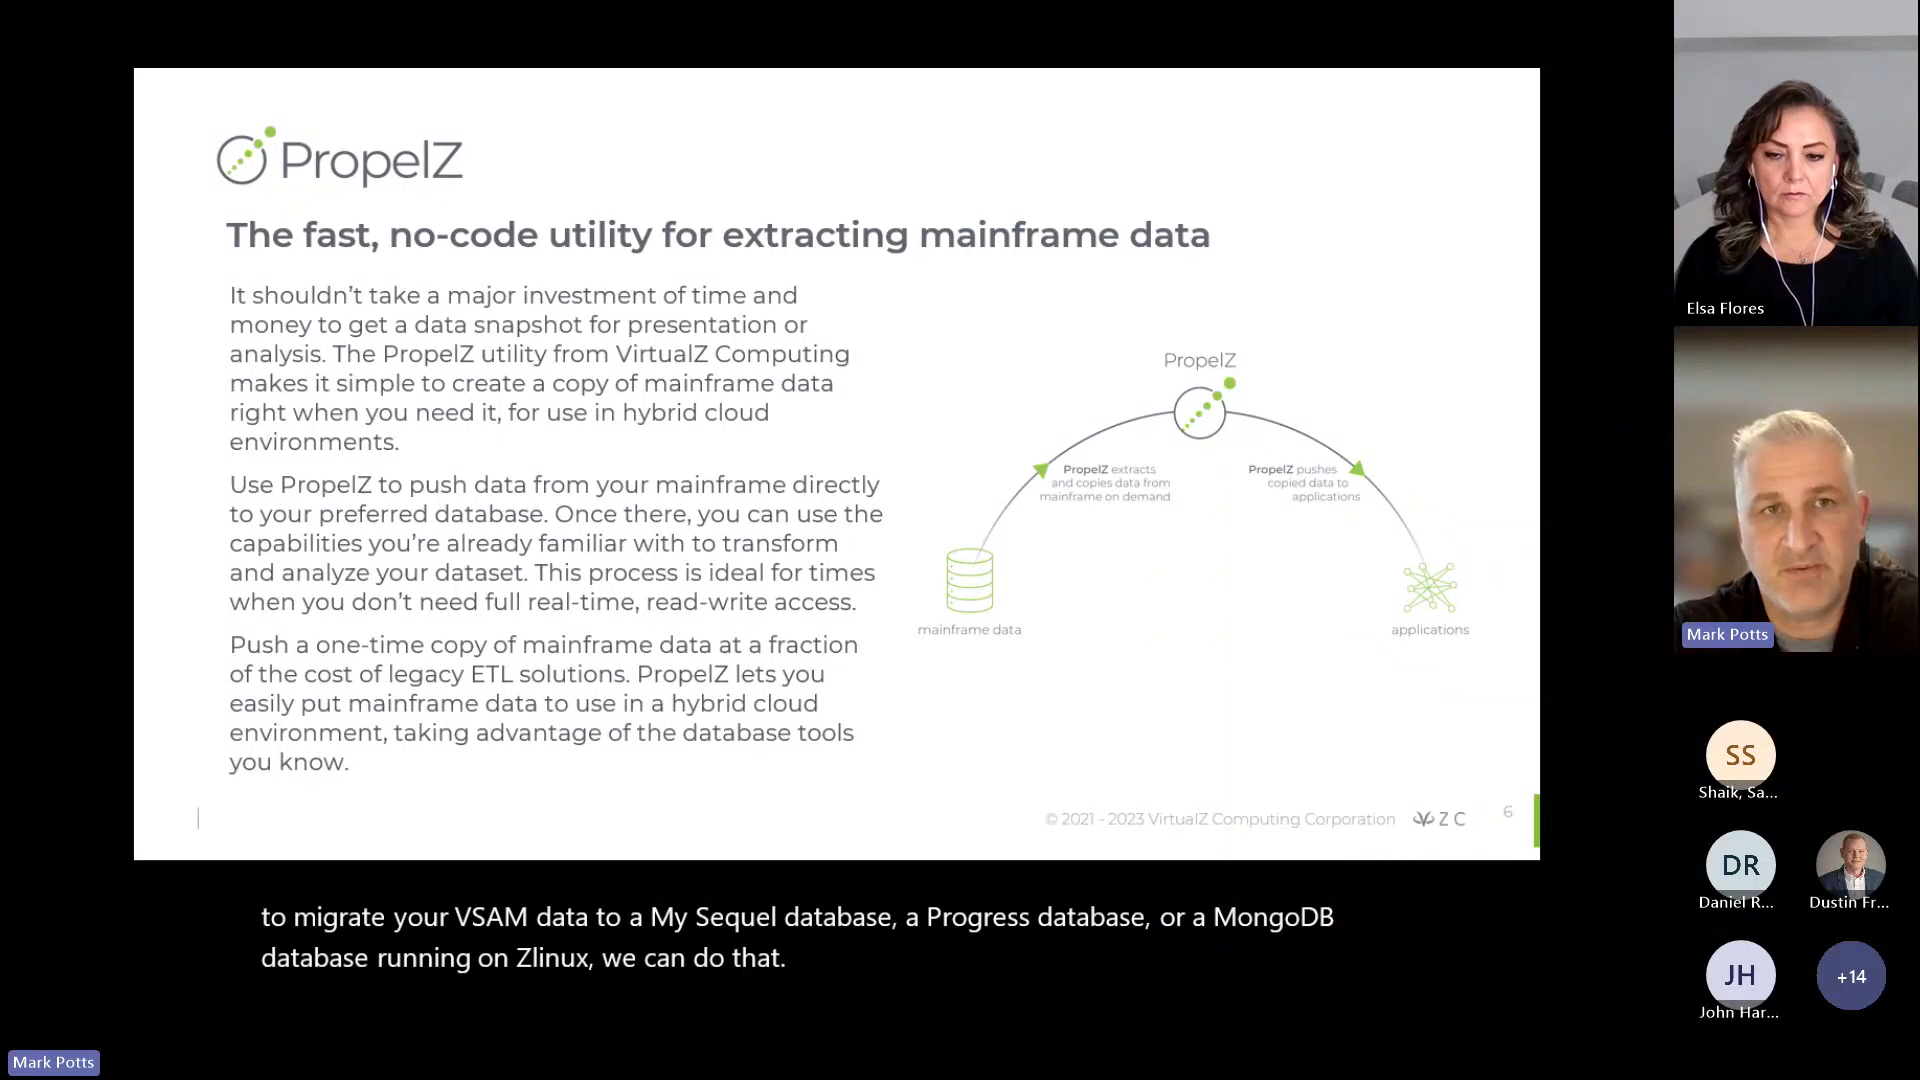 PropelZ
The fast, no-code utility for extracting mainframe data
It shouldn’t take a major investment of time and
money to get a data snapshot for presentation or
analysis. The PropelZ utility from VirtualZ Computing
makes it simple to create a copy of mainframe data
right when you need it, for use in hybrid cloud
environments.
Use PropelZ to push data from your mainframe directly
to your preferred database. Once there, you can use the
capabilities you’re already familiar with to transform
and analyze your dataset. This process is ideal for times
when you don’t need full real-time, read-write access.
Push a one-time copy of mainframe data at a fraction
of the cost of legacy ETL solutions. PropelZ lets you
easily put mainframe data to use in a hybrid cloud
environment, taking advantage of the database tools
you know.
PropelZ
PropelZ extracts
and copies data from
mainframe on demand
PropelZ pushes
copied data to
applications
mainframe data
applications
© 2021 - 2023 VirtualZ Computing Corporation
VZC
6
to migrate your VSAM data to a My Sequel database, a Progress database, or a MongoDB
database running on Zlinux, we can do that.
Mark Potts
Elsa Flores
Mark Potts
SS
Shaik, Sa...
DR
Daniel R...
Dustin Fr...
JH
John Har...
+14